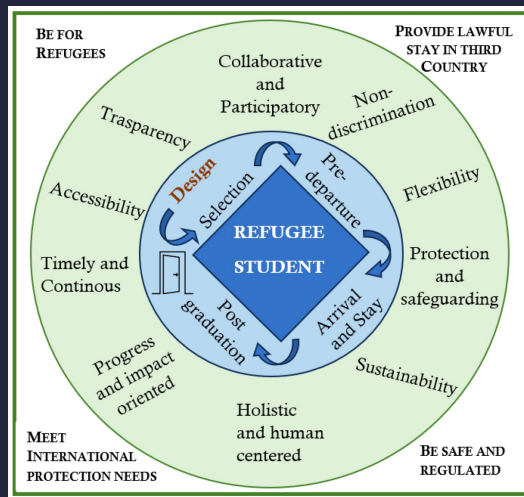 BE FOR
REFUGEES
PROVIDE LAWFUL
STAY IN THIRD
COUNTRY
Collaborative
and
Participatory
Non-
discrimination
Trasparency
Flexibility
Accessibility
Protection
and
safeguarding
Timely and
Continous
Sustainability
Progress
and impact
oriented
Holistic
and human
centered
Design
Selection
Pre-
departure
Arrival
and Stay
Post
graduation
REFUGEE
STUDENT
MEET
INTERNATIONAL
PROTECTION NEEDS
BE SAFE AND
REGULATED